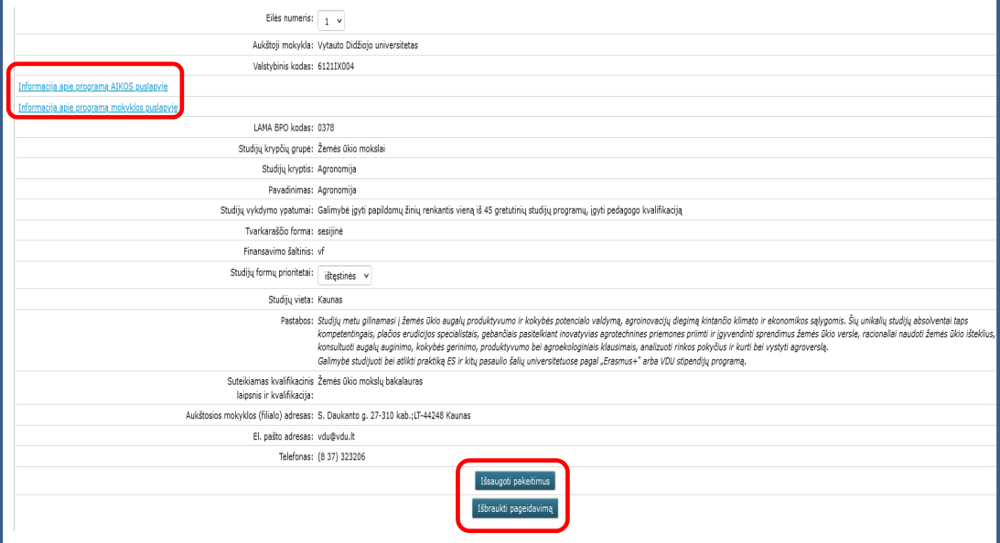 Eilės numeris: 1
Aukštoji mokykla: Vytauto Didžiojo universitetas
Valstybinis kodas: 6121IX004
Informacija apie programą AIKOS puslapyje
Informacija apie programą mokyklos puslapyje
LAMA BPO kodas: 0378
Studijų krypčių grupė: Žemės ūkio mokslai
Studijų kryptis: Agronomija
Pavadinimas: Agronomija
Studijų vykdymo ypatumai: Galimybė įgyti papildomų žinių renkantis vieną iš 45 gretutinių studijų programų, įgyti pedagogo kvalifikaciją
Tvarkaraščio forma: sesijinė
Finansavimo šaltinis: vf
Studijų formų prioritetai: ištęstinės
Studijų vieta: Kaunas
Pastabos: Studijų metu gilinamasi į žemės ūkio augalų produktyvumo ir kokybės potencialo valdymą, agroinovacijų diegimą kintančio klimato ir ekonomikos sąlygomis. Šių unikalių studijų absolventai taps
kompetentingais, plačios erudicijos specialistais, gebančiais pasitelkiant inovatyvias agrotechnines priemones priimti ir įgyvendinti sprendimus žemės ūkio versle, racionaliai naudoti žemės ūkio išteklius,
konsultuoti augalų auginimo, kokybės gerinimo, produktyvumo bei agroekologiniais klausimais, analizuoti rinkos pokyčius ir kurti bei vystyti agroverslą.
Galimybė studijuoti bei atlikti praktiką ES ir kitų pasaulio šalių universitetuose pagal „Erasmus+" arba VDU stipendijų programą.
Suteikiamas kvalifikacinis Žemės ūkio mokslų bakalauras
laipsnis ir kvalifikacija:
Aukštosios mokyklos (filialo) adresas: S. Daukanto g. 27-310 kab.;LT-44248 Kaunas
El. pašto adresas: vdu@vdu.lt
Telefonas: (8 37) 323206
Išsaugoti pakeitimus
Išbraukti pageidavimą